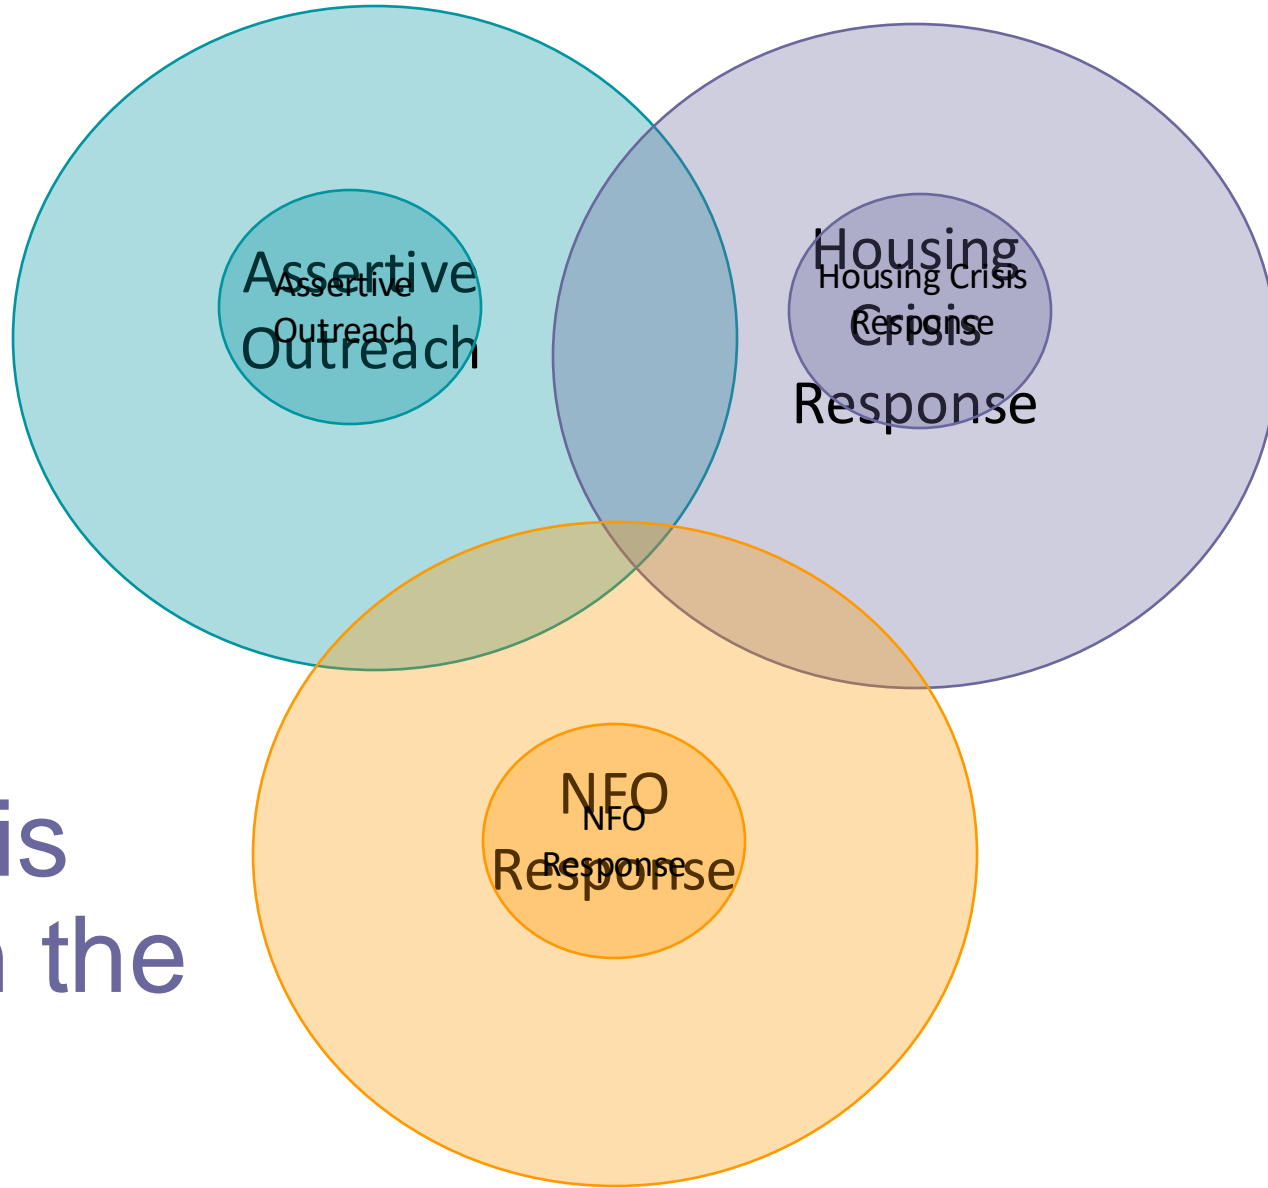 Assertive
Outreach
Assertive
Outreach
Housing
Crisis
Response
Housing Crisis
Response
NFO
Response
NFO
Response
is
the